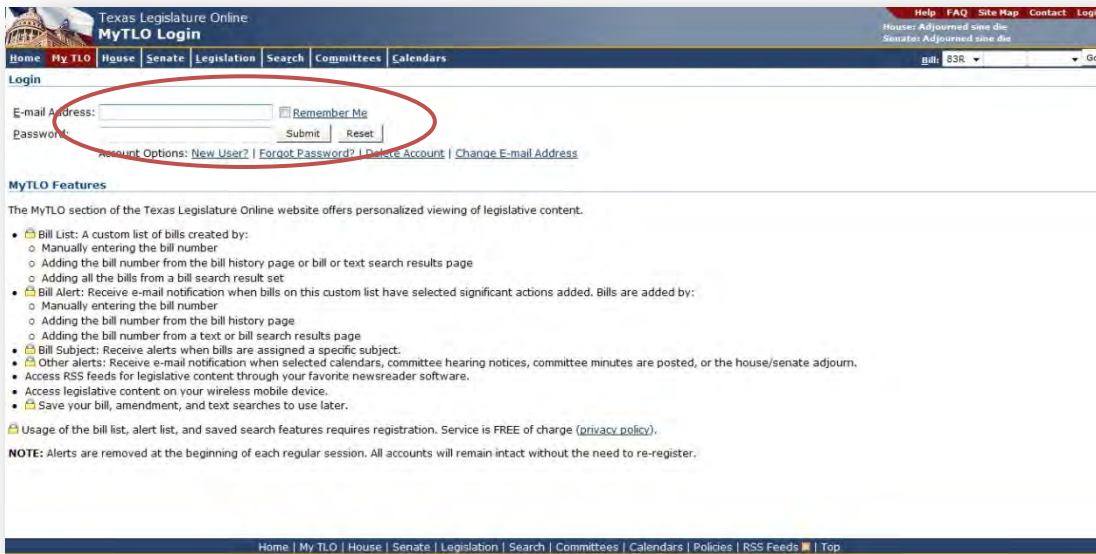 Texas Legislature Online
MyTLO Login
Help FAQ Site Map Contact Logi
House: Adjourned sine die
Senate: Adjourned sine die
Home My TLO House Senate Legislation Search Committees Calendars
Bill: 83R Go
Login
E-mail Address: Remember Me
Password: Submit Reset
Account Options: New User? | Forgot Password? | Delete Account | Change E-mail Address
MyTLO Features
The MyTLO section of the Texas Legislature Online website offers personalized viewing of legislative content.
• Bill List: A custom list of bills created by:
o Manually entering the bill number
o Adding the bill number from the bill history page or bill or text search results page
o Adding all the bills from a bill search result set
• Bill Alert: Receive e-mail notification when bills on this custom list have selected significant actions added. Bills are added by:
o Manually entering the bill number
o Adding the bill number from the bill history page
o Adding the bill number from a text or bill search results page
• Bill Subject: Receive alerts when bills are assigned a specific subject.
• Other alerts: Receive e-mail notification when selected calendars, committee hearing notices, committee minutes are posted, or the house/senate adjourn.
• Access RSS feeds for legislative content through your favorite newsreader software.
• Access legislative content on your wireless mobile device.
• Save your bill, amendment, and text searches to use later.
Usage of the bill list, alert list, and saved search features requires registration. Service is FREE of charge (privacy policy).
NOTE: Alerts are removed at the beginning of each regular session. All accounts will remain intact without the need to re-register.
Home | My TLO | House | Senate | Legislation | Search | Committees | Calendars | Policies | RSS Feeds | Top